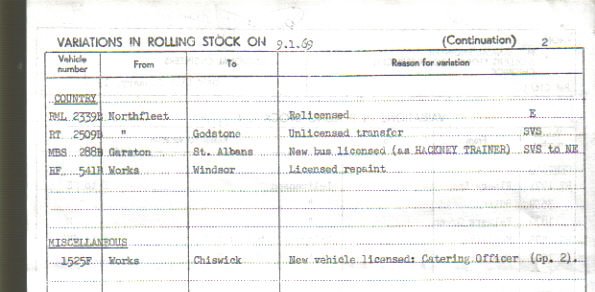 VARIATIONS IN ROLLING STOCK ON 9.1.69 (Continuation) 2
Vehicle number From To Reason for variation
COUNTRY
RML 2339B Northfleet Relicensed E
RT 2509B " Godstone Unlicensed transfer SVS
MBS 288B Garston St. Albans New bus licensed (as HACKNEY TRAINER) SVS to NE
RF 541B Works Windsor Licensed repaint
MISCELLANEOUS
1525F Works Chiswick New vehicle licensed: Catering Officer (Gp. 2).